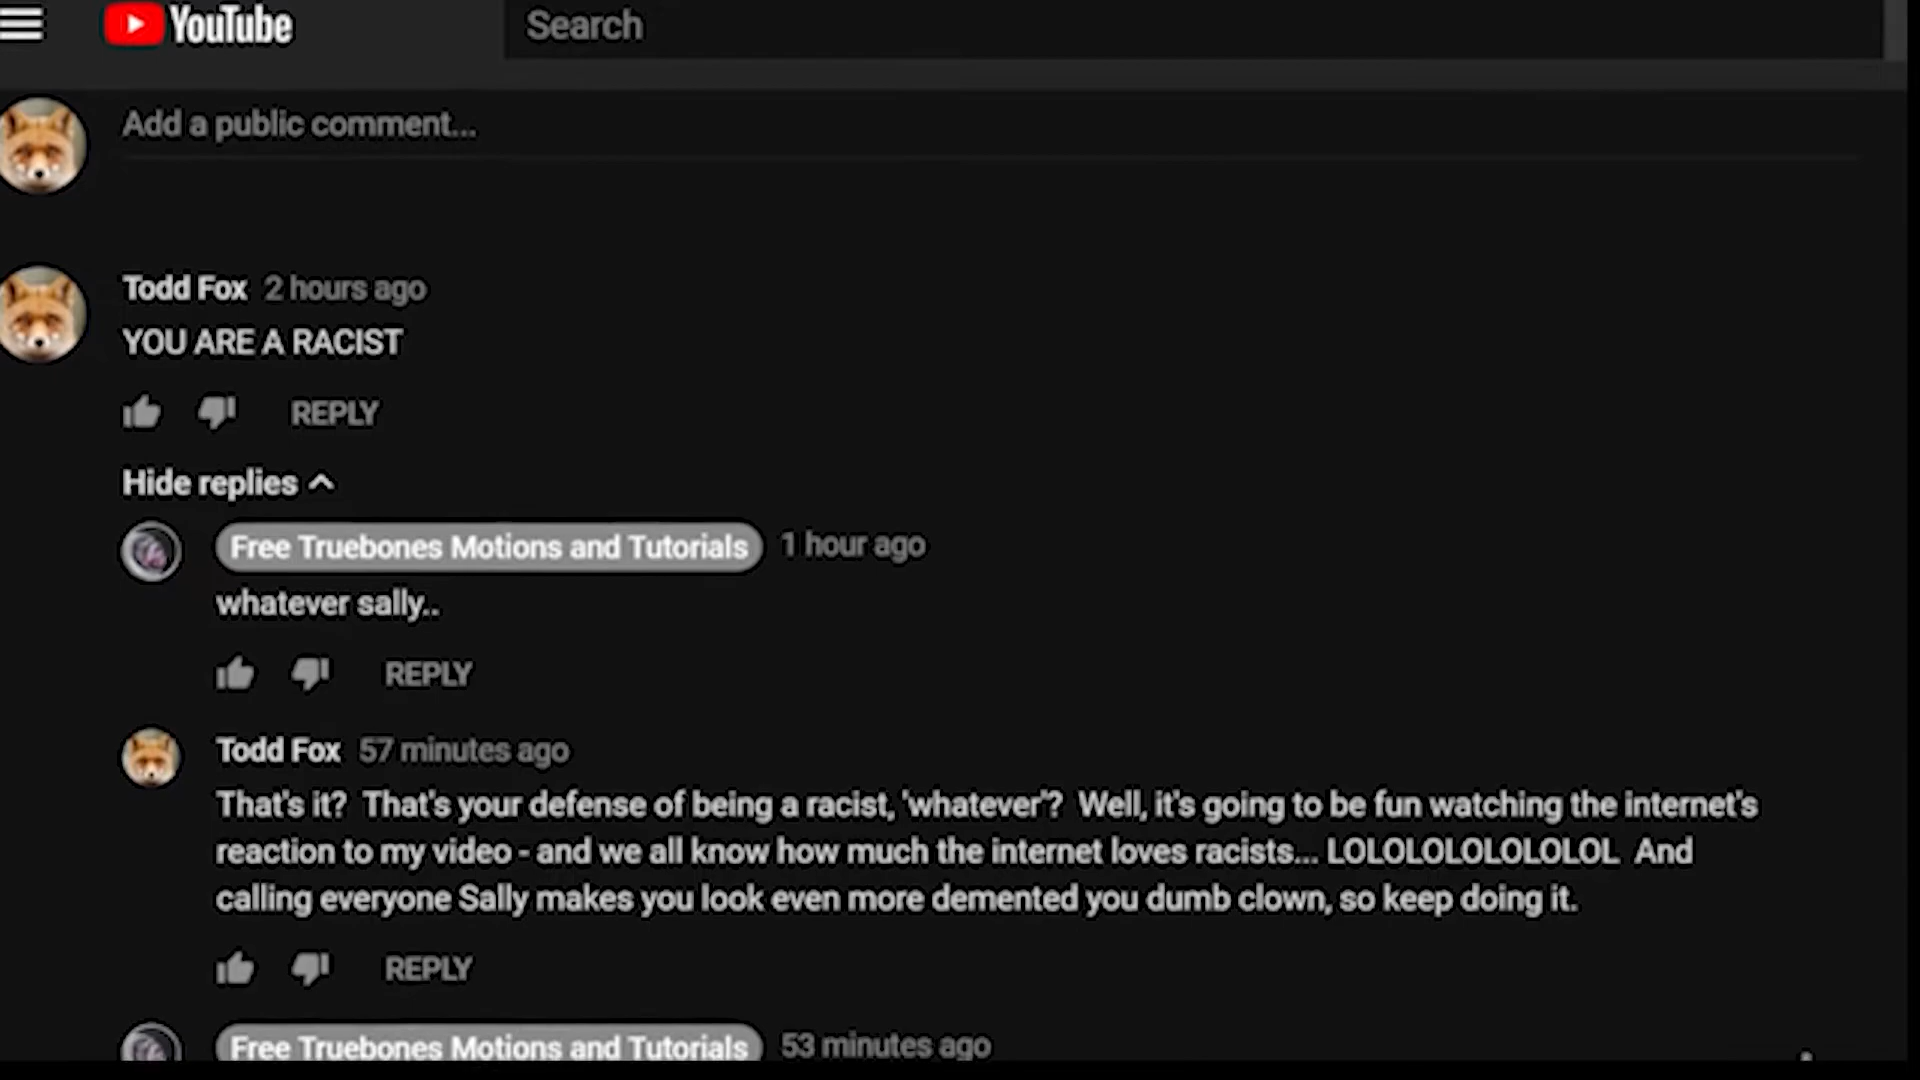 YouTube
Search
Add a public comment...
Todd Fox 2 hours ago
YOU ARE A RACIST
REPLY
Hide replies
Free Truebones Motions and Tutorials 1 hour ago
whatever sally..
REPLY
Todd Fox 57 minutes ago
That's it?  That's your defense of being a racist, 'whatever'?  Well, it's going to be fun watching the internet's
reaction to my video - and we all know how much the internet loves racists... LOLOLOLOLOLOLOL  And
calling everyone Sally makes you look even more demented you dumb clown, so keep doing it.
REPLY
Free Truebones Motions and Tutorials 53 minutes ago